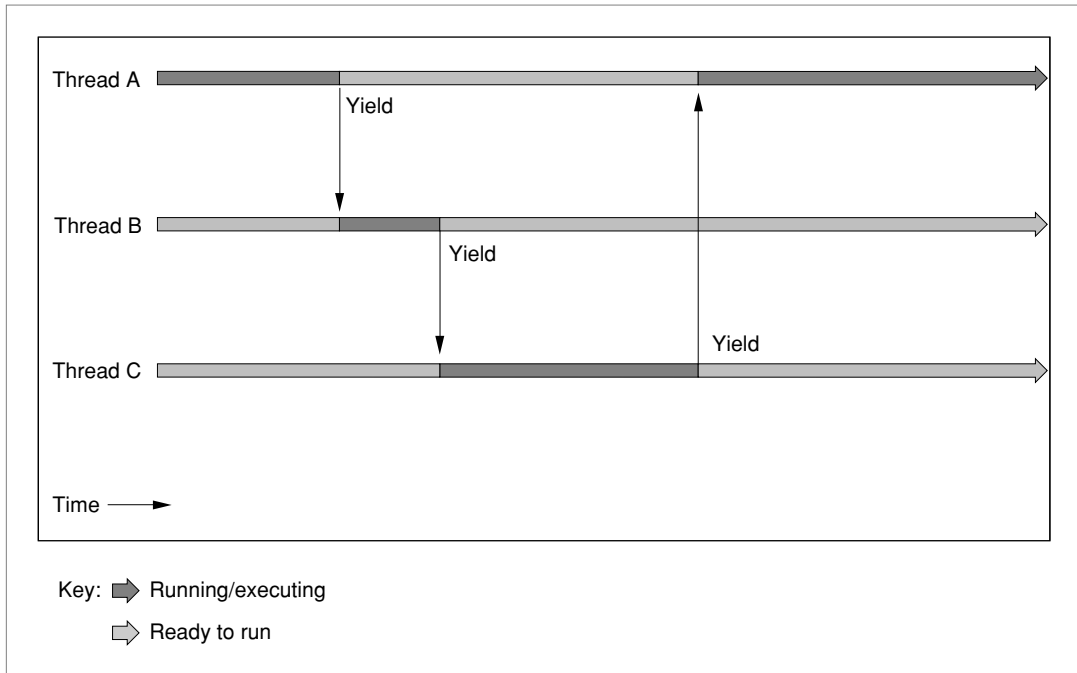 Thread A
Yield
Thread B
Yield
Yield
Thread C
Time
Key: Running/executing
Ready to run